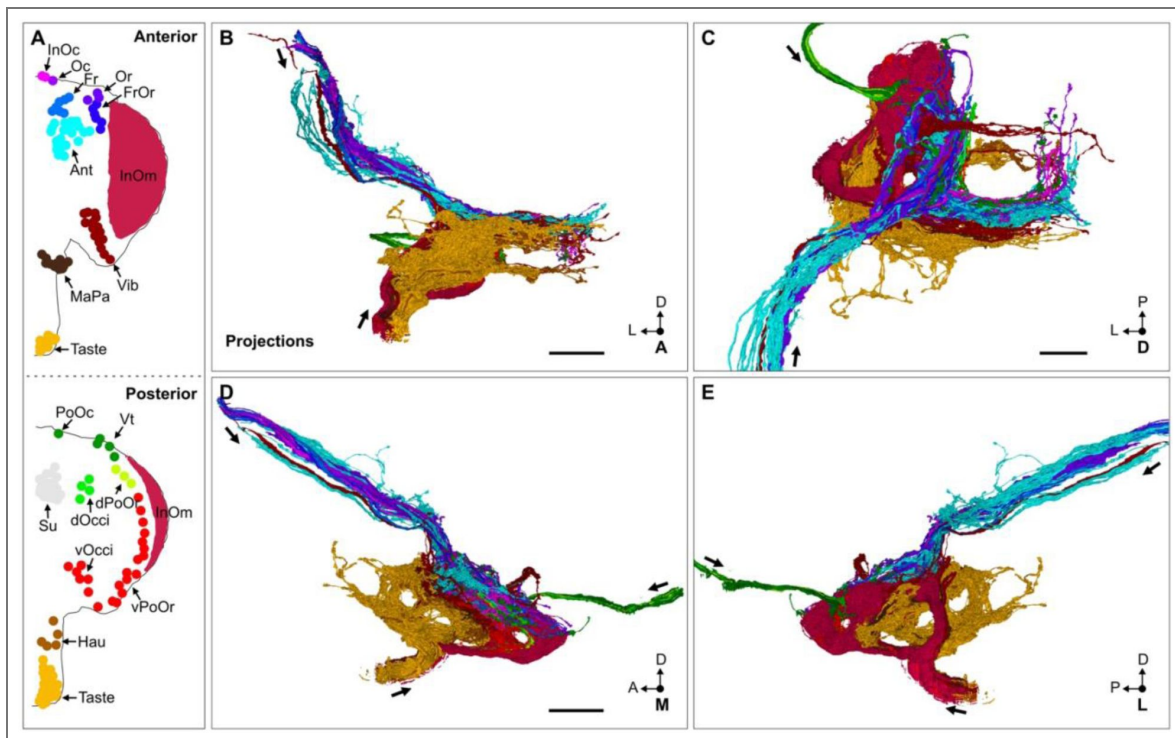 A
Anterior
InOc
Oc
Fr
Or
FrOr
Ant
InOm
Vib
MaPa
Taste
Posterior
PoOc
Vt
dPoOr
InOm
Su
dOcci
vOcci
vPoOr
Hau
Taste
B
Projections
D
L
A
C
P
L
D
D
D
A
M
E
D
P
L